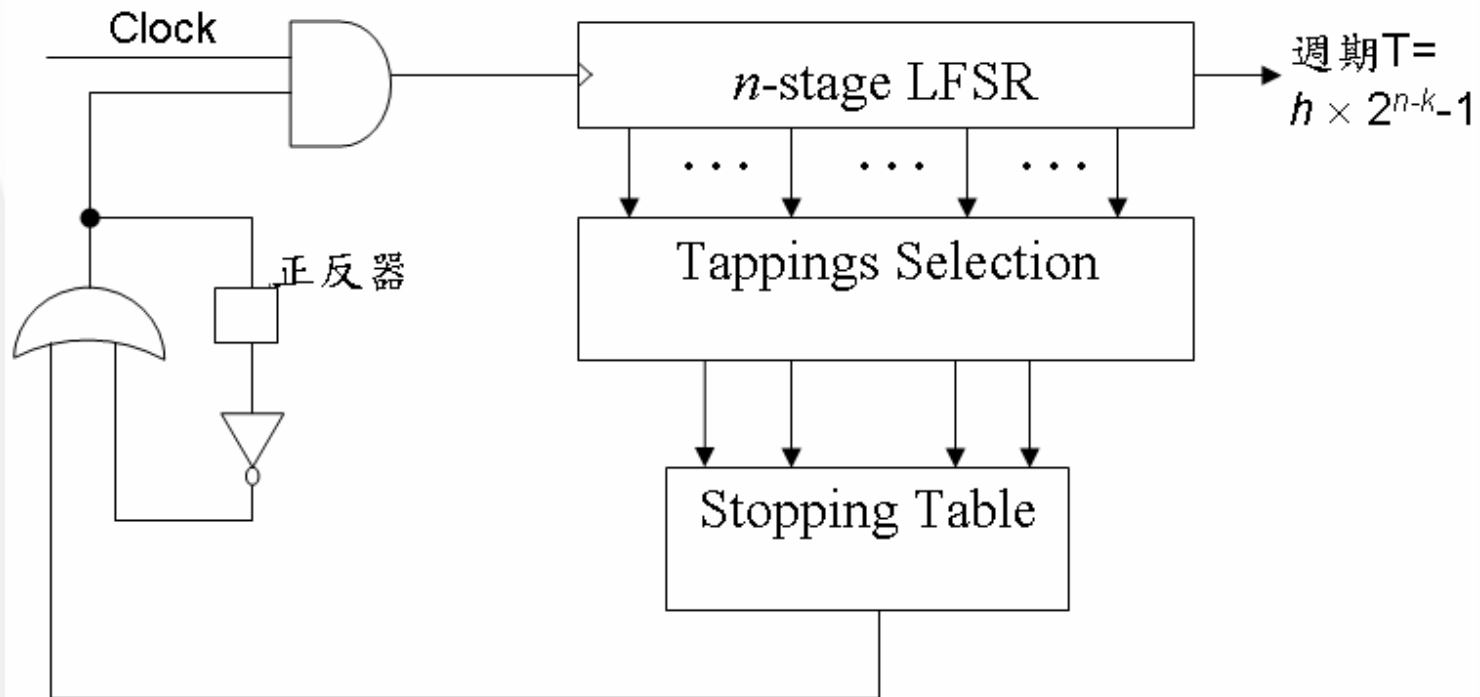 Clock
n-stage LFSR
週期T=
h × 2^{n-k}-1
• • •
• • •
• • •
Tappings Selection
正反器
Stopping Table